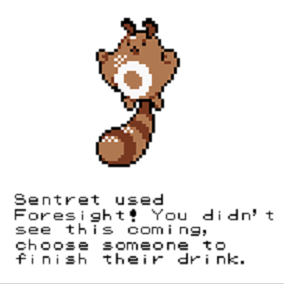 Sentret used
Foresight! You didn't
see this coming,
choose someone to
finish their drink.